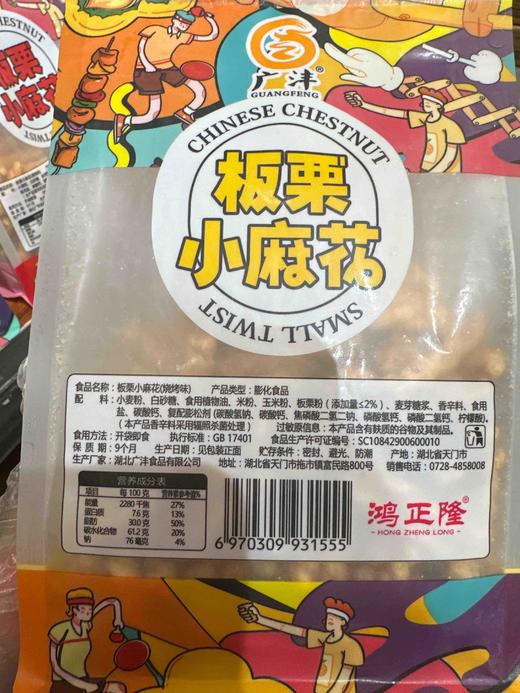 广沣®
GUANGFENG
CHINESE CHESTNUT
板栗
小麻花
SMALL TWIST
板栗
小麻花
食品名称：板栗小麻花(烧烤味) 产品类型：膨化食品
配 料：小麦粉、白砂糖、食用植物油、米粉、玉米粉、板栗粉（添加量≤2%）、麦芽糖浆、香辛料、食用
盐、碳酸钙、复配膨松剂（碳酸氢钠、碳酸钙、焦磷酸二氢二钠、磷酸氢钙、磷酸二氢钙、柠檬酸)。
（本产品香辛料采用辐照杀菌处理） 过敏原信息：含有麸质的谷物及其制品。
食用方法：开袋即食 执行标准：GB 17401 食品生产许可证编号：SC10842900600010
保 质 期：9个月 生产日期：见包装正面 贮存条件：密封、避光、防潮 产地：湖北省天门市
生产厂家：湖北广沣食品有限公司 地址：湖北省天门市拖市镇富民路800号 销售电话：0728-4858008
营养成分表
项目 每 100 克 营养素参考值%
能量 2280 千焦 27%
蛋白质 7.6 克 13%
脂肪 30.0 克 50%
碳水化合物 61.2 克 20%
钠 76 毫克 4%
6 970309 931555
鸿正隆
HONG ZHENG LONG